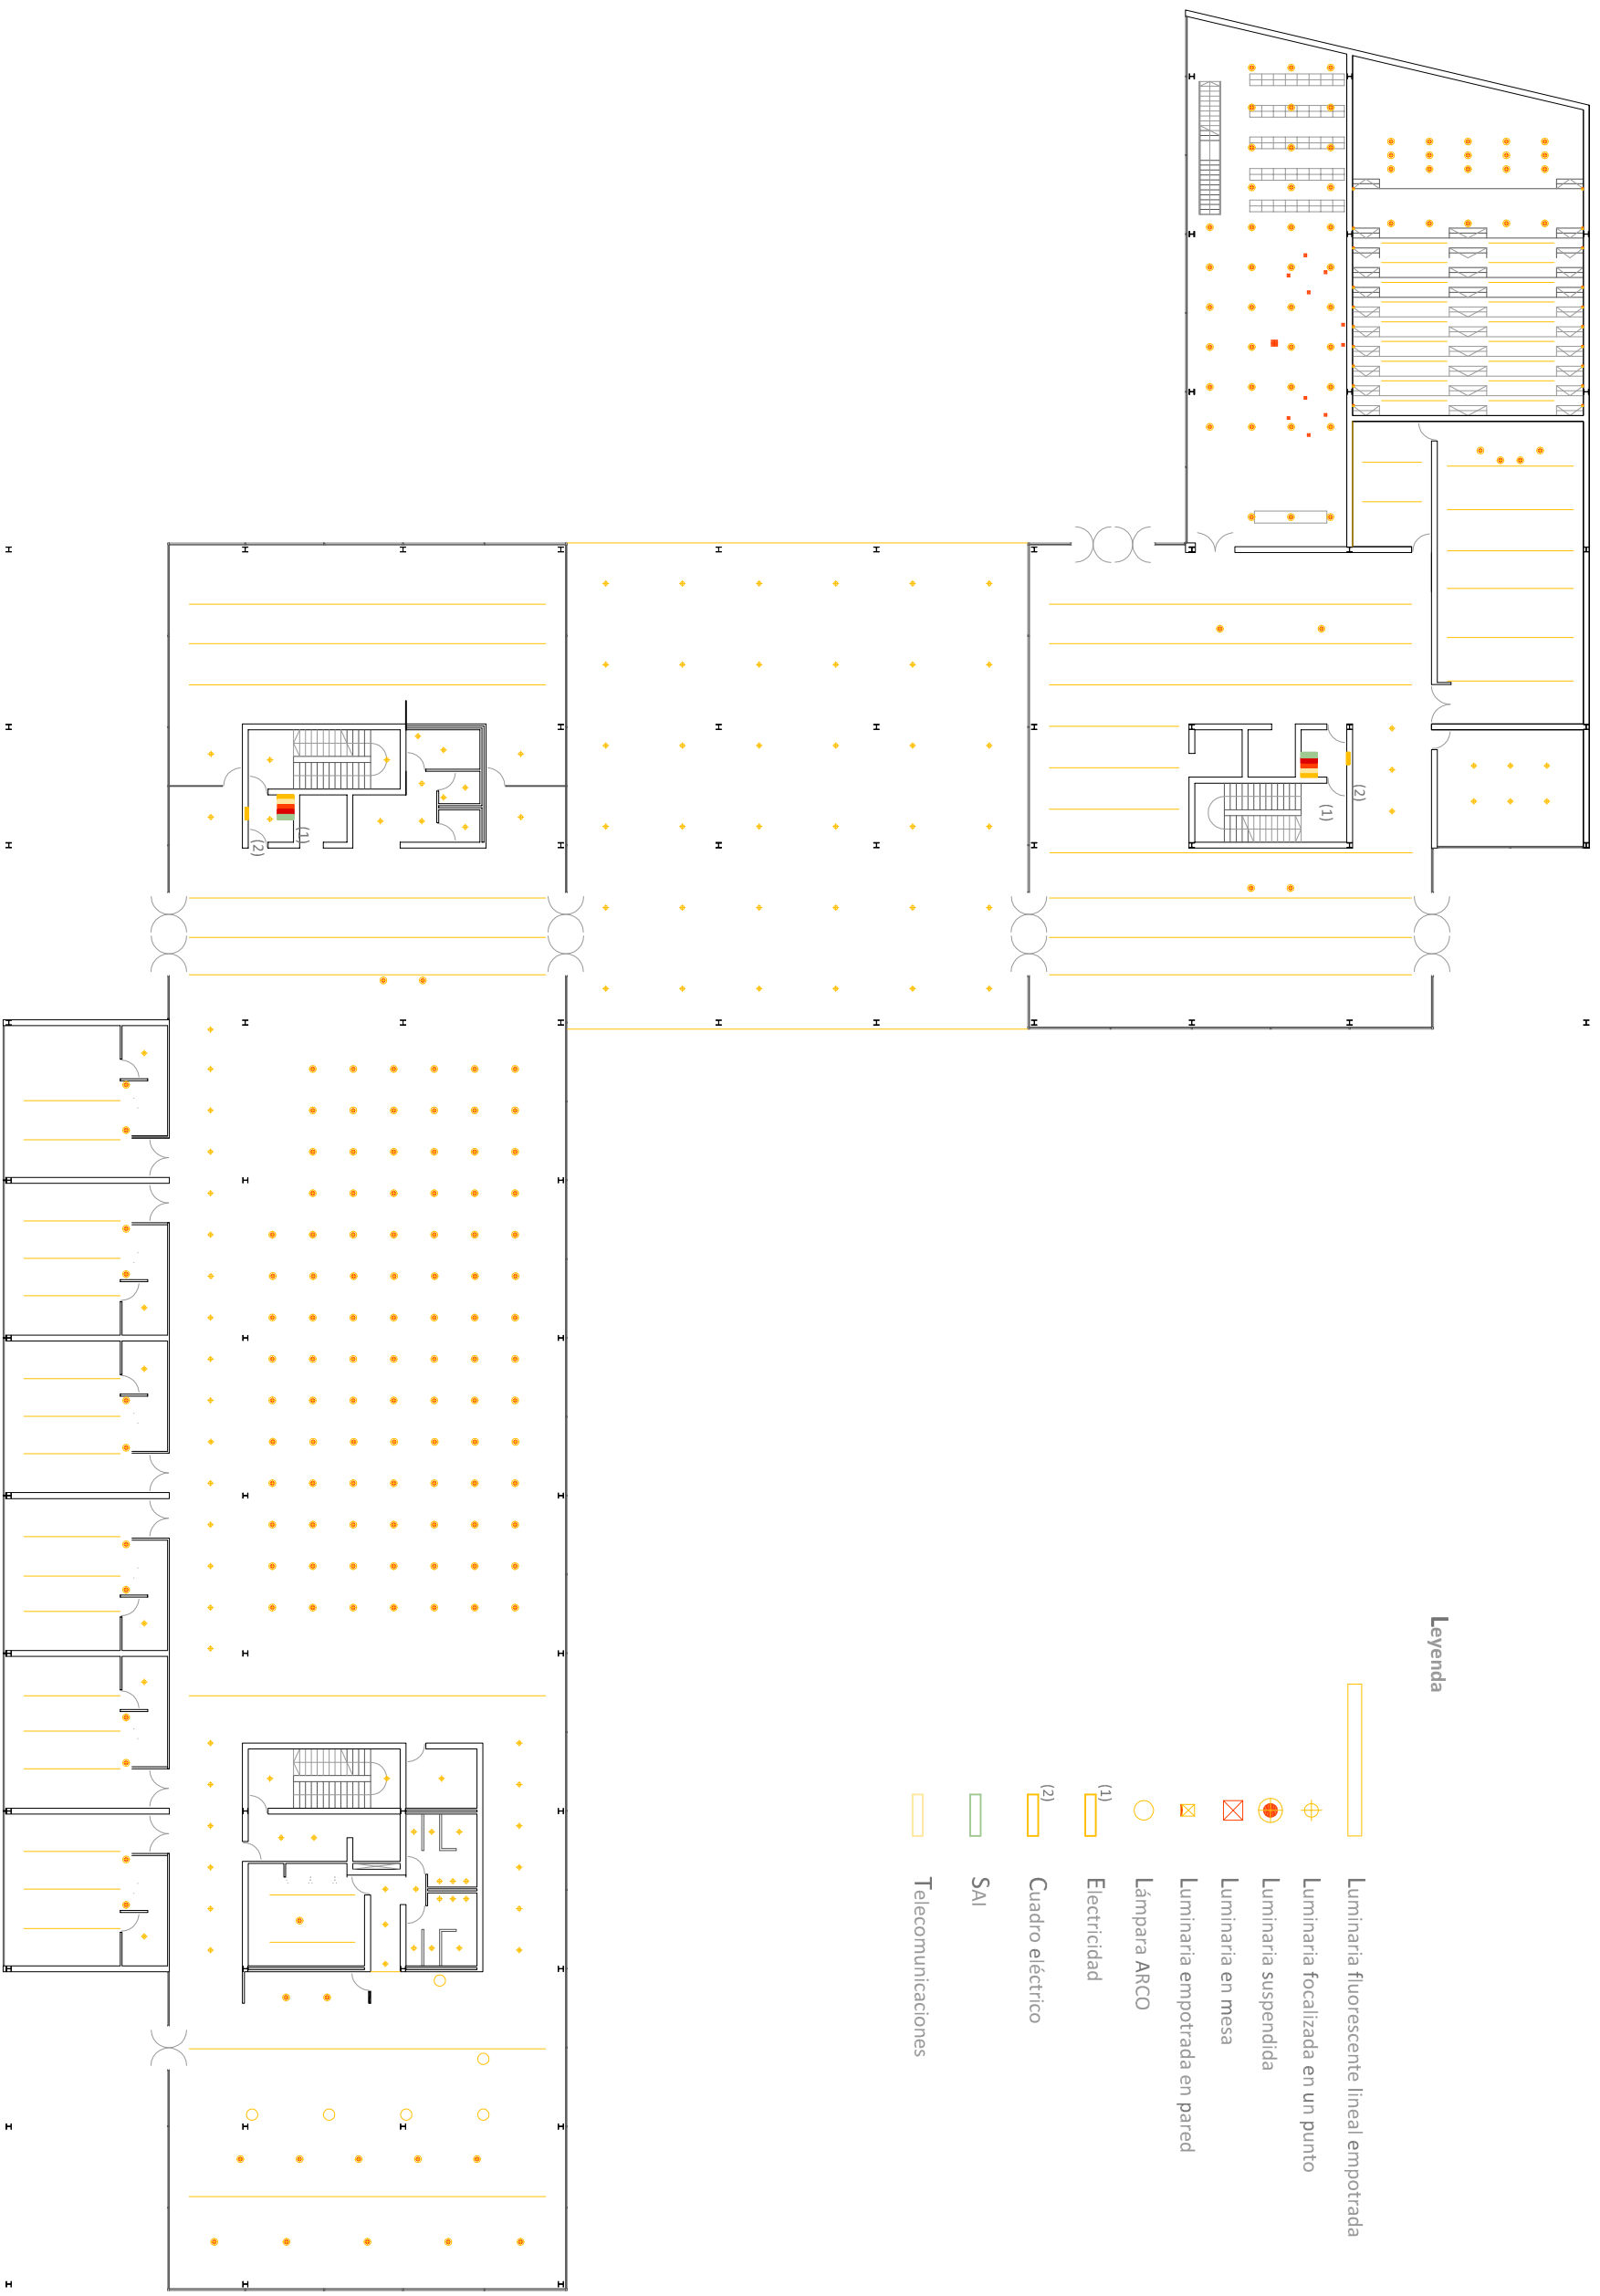 Leyenda
Luminaria fluorescente lineal empotrada
Luminaria focalizada en un punto
Luminaria suspendida
Luminaria en mesa
Luminaria empotrada en pared
Lámpara ARCO
(1) Electricidad
(2) Cuadro eléctrico
SAI
Telecomunicaciones
(1)
(2)
(1)
(2)